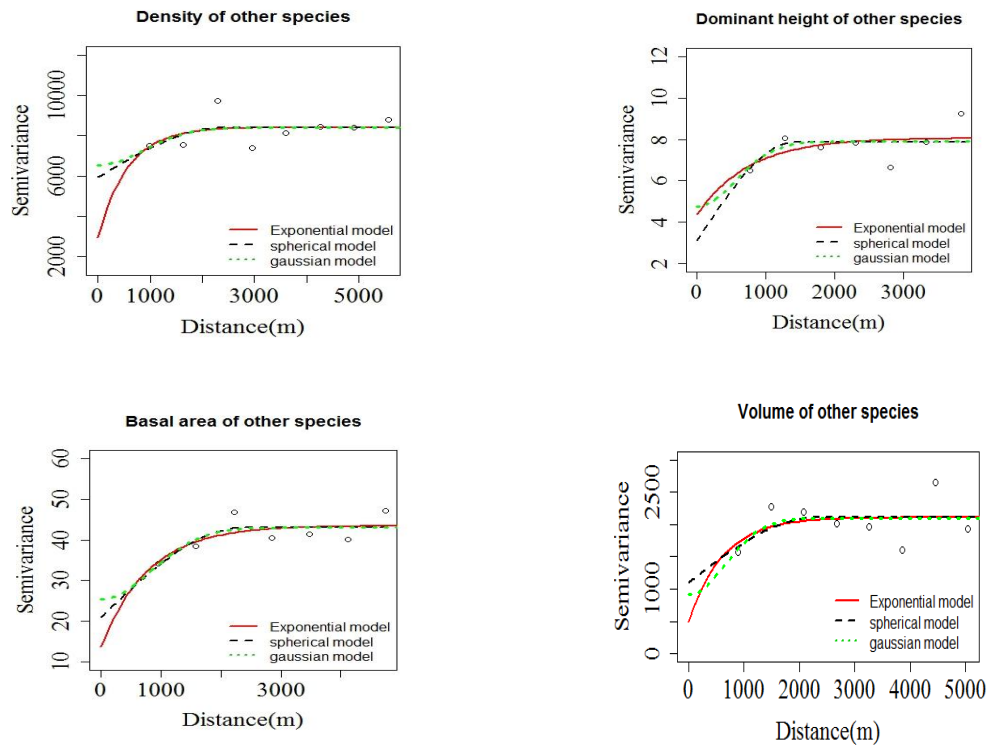 Density of other species
Semivariance
10000
6000
2000
Exponential model
spherical model
gaussian model
0 1000 3000 5000
Distance(m)
Dominant height of other species
Semivariance
12
10
8
6
4
2
Exponential model
spherical model
gaussian model
0 1000 2000 3000
Distance(m)
Basal area of other species
Semivariance
60
50
40
30
20
10
Exponential model
spherical model
gaussian model
0 1000 3000
Distance(m)
Volume of other species
Semivariance
2500
1000
0
Exponential model
spherical model
gaussian model
0 1000 2000 3000 4000 5000
Distance(m)